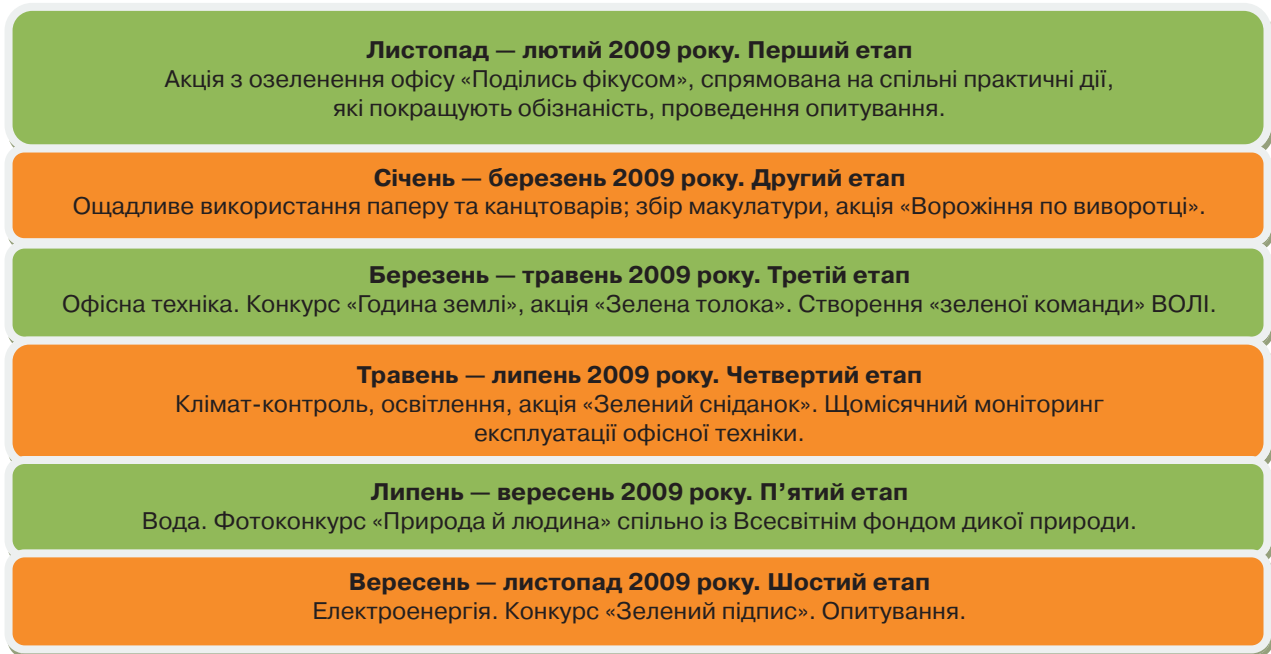 Листопад — лютий 2009 року. Перший етап
Акція з озеленення офісу «Поділись фікусом», спрямована на спільні практичні дії,
які покращують обізнаність, проведення опитування.
Січень — березень 2009 року. Другий етап
Ощадливе використання паперу та канцтоварів; збір макулатури, акція «Ворожіння по виворотці».
Березень — травень 2009 року. Третій етап
Офісна техніка. Конкурс «Година землі», акція «Зелена толока». Створення «зеленої команди» ВОЛІ.
Травень — липень 2009 року. Четвертий етап
Клімат-контроль, освітлення, акція «Зелений сніданок». Щомісячний моніторинг
експлуатації офісної техніки.
Липень — вересень 2009 року. П’ятий етап
Вода. Фотоконкурс «Природа й людина» спільно із Всесвітнім фондом дикої природи.
Вересень — листопад 2009 року. Шостий етап
Електроенергія. Конкурс «Зелений підпис». Опитування.